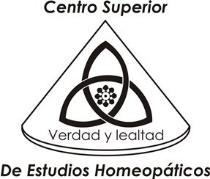 Centro Superior
Verdad y lealtad
De Estudios Homeopáticos